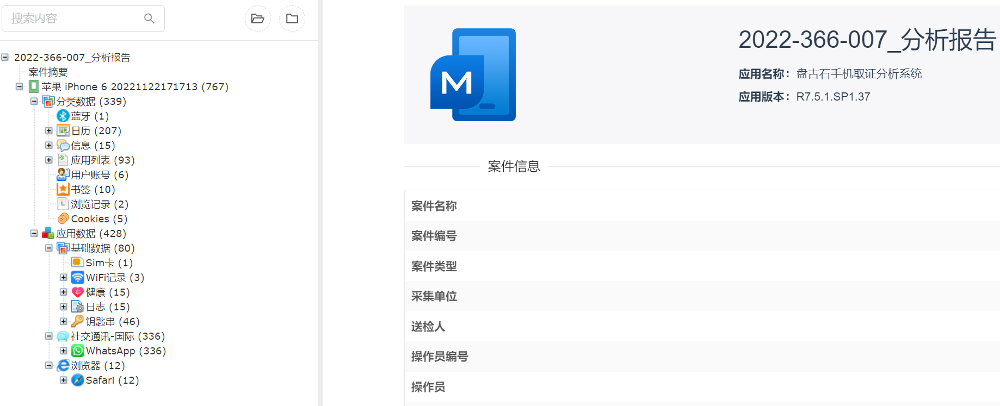 搜索内容
2022-366-007_分析报告
案件摘要
苹果 iPhone 6 20221122171713 (767)
分类数据 (339)
蓝牙 (1)
日历 (207)
信息 (15)
应用列表 (93)
用户账号 (6)
书签 (10)
浏览记录 (2)
Cookies (5)
应用数据 (428)
基础数据 (80)
Sim卡 (1)
WiFi记录 (3)
健康 (15)
日志 (15)
钥匙串 (46)
社交通讯-国际 (336)
WhatsApp (336)
浏览器 (12)
Safari (12)
M
2022-366-007_分析报告
应用名称：盘古石手机取证分析系统
应用版本：R7.5.1.SP1.37
案件信息
案件名称
案件编号
案件类型
采集单位
送检人
操作员编号
操作员